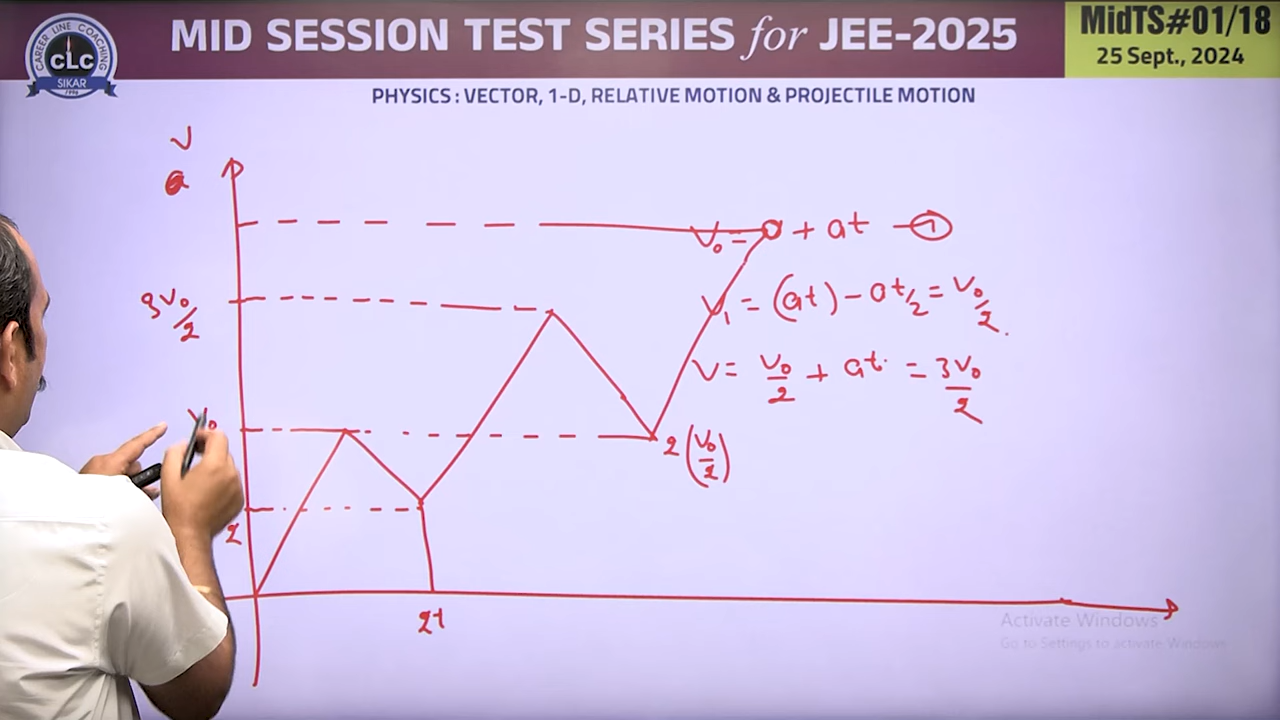 CAREER LINE COACHING
CLC
SIKAR
MID SESSION TEST SERIES for JEE-2025
MidTS#01/18
25 Sept., 2024
PHYSICS : VECTOR, 1-D, RELATIVE MOTION & PROJECTILE MOTION
V
V₀ = 0 + at — ①
3V₀/2
V₁ = (at) - at/2 = V₀/2.
V = V₀/2 + at = 3V₀/2
V₀
2(V₀/2)
2
2t
Activate Windows
Go to Settings to activate Windows.